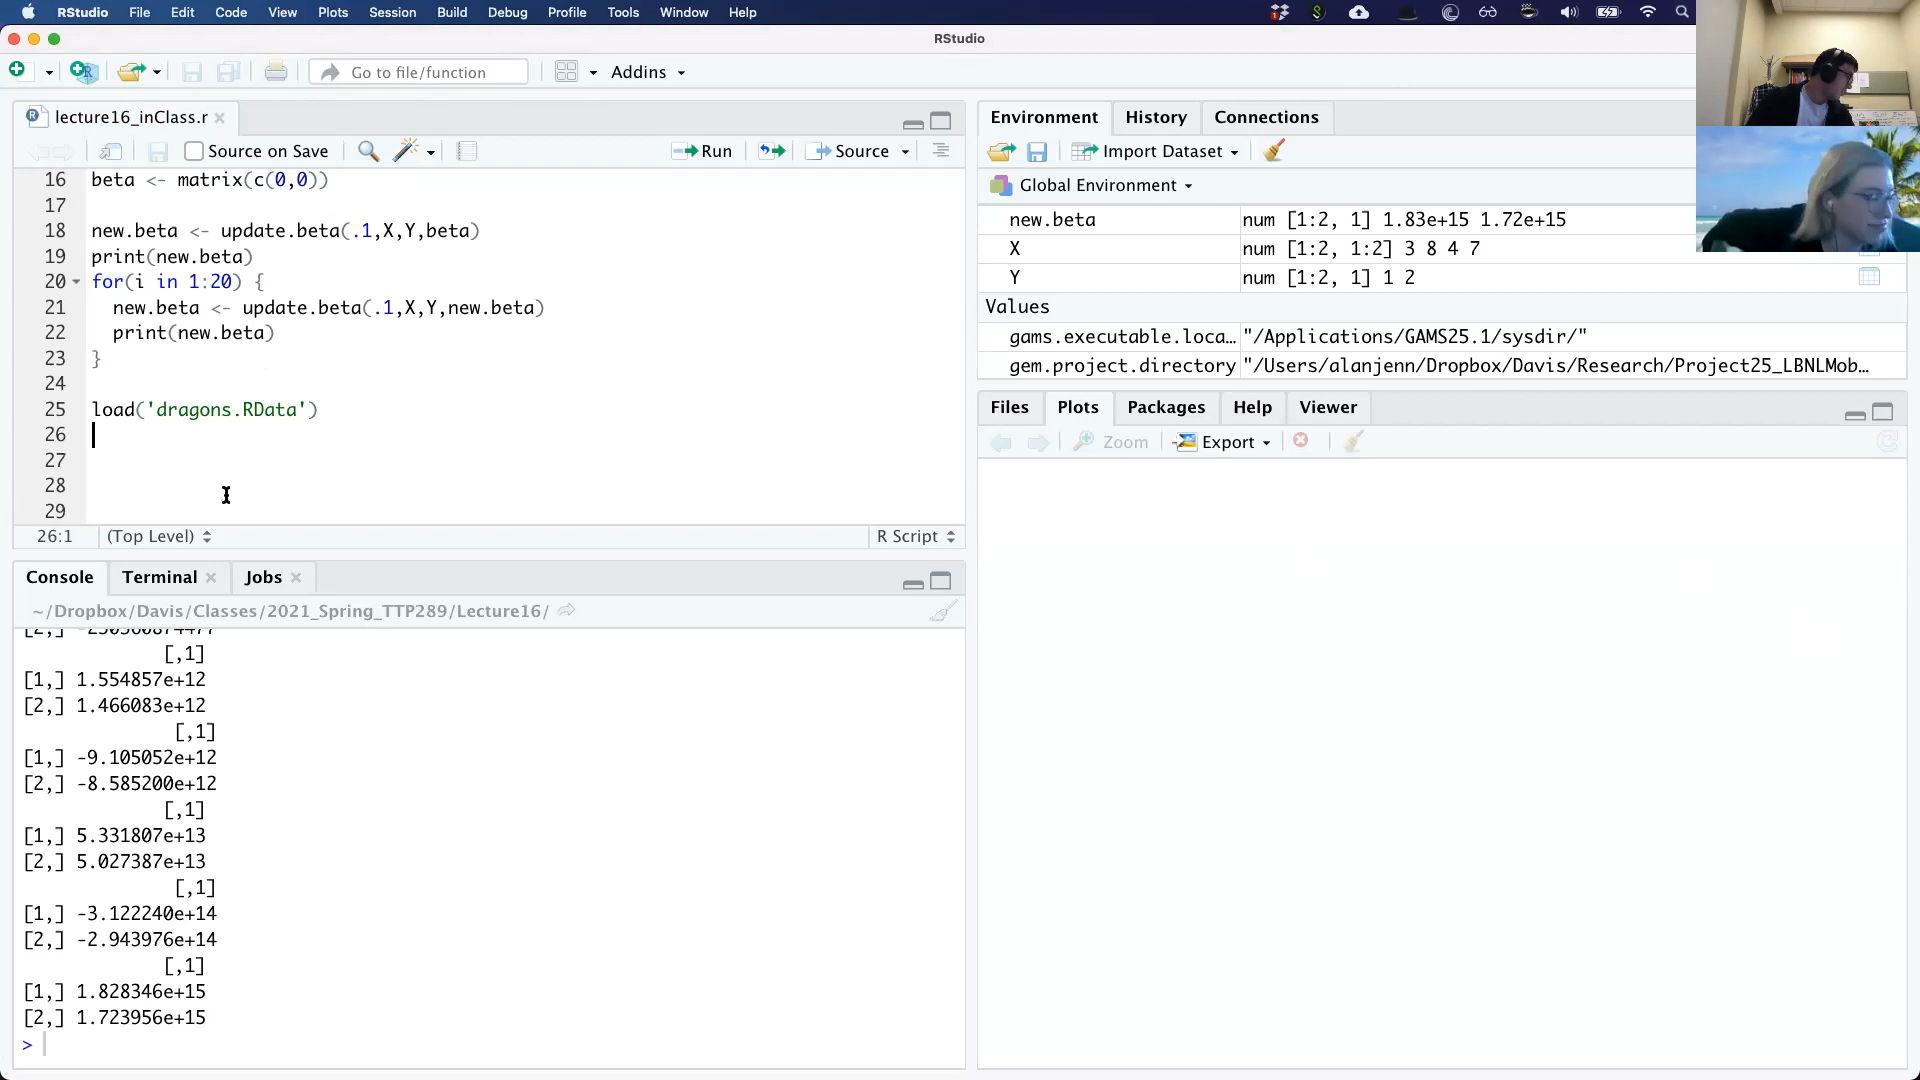 RStudio File Edit Code View Plots Session Build Debug Profile Tools Window Help
RStudio
Go to file/function Addins
lecture16_inClass.r
Source on Save Run Source
16 beta <- matrix(c(0,0))
17
18 new.beta <- update.beta(.1,X,Y,beta)
19 print(new.beta)
20 for(i in 1:20) {
21 new.beta <- update.beta(.1,X,Y,new.beta)
22 print(new.beta)
23 }
24
25 load('dragons.RData')
26
27
28
29
26:1 (Top Level) R Script
Console Terminal Jobs
~/Dropbox/Davis/Classes/2021_Spring_TTP289/Lecture16/
[,1]
[1,] 1.554857e+12
[2,] 1.466083e+12
[,1]
[1,] -9.105052e+12
[2,] -8.585200e+12
[,1]
[1,] 5.331807e+13
[2,] 5.027387e+13
[,1]
[1,] -3.122240e+14
[2,] -2.943976e+14
[,1]
[1,] 1.828346e+15
[2,] 1.723956e+15
>
Environment History Connections
Import Dataset
Global Environment
new.beta num [1:2, 1] 1.83e+15 1.72e+15
X num [1:2, 1:2] 3 8 4 7
Y num [1:2, 1] 1 2
Values
gams.executable.loca… "/Applications/GAMS25.1/sysdir/"
gem.project.directory "/Users/alanjenn/Dropbox/Davis/Research/Project25_LBNLMob…
Files Plots Packages Help Viewer
Zoom Export